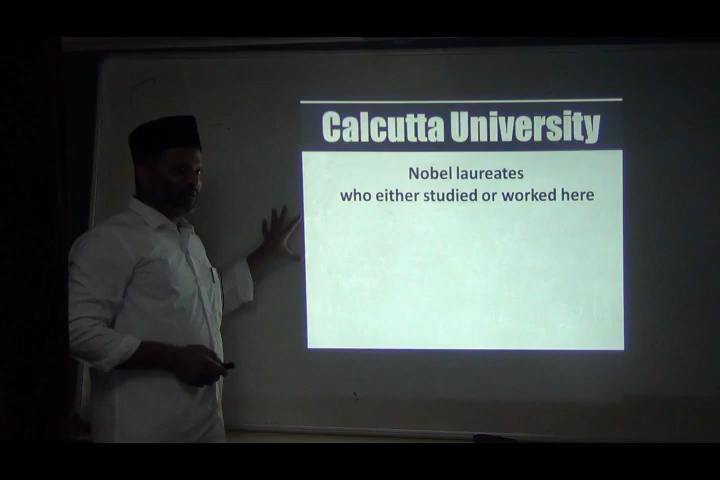 Calcutta University
Nobel laureates
who either studied or worked here